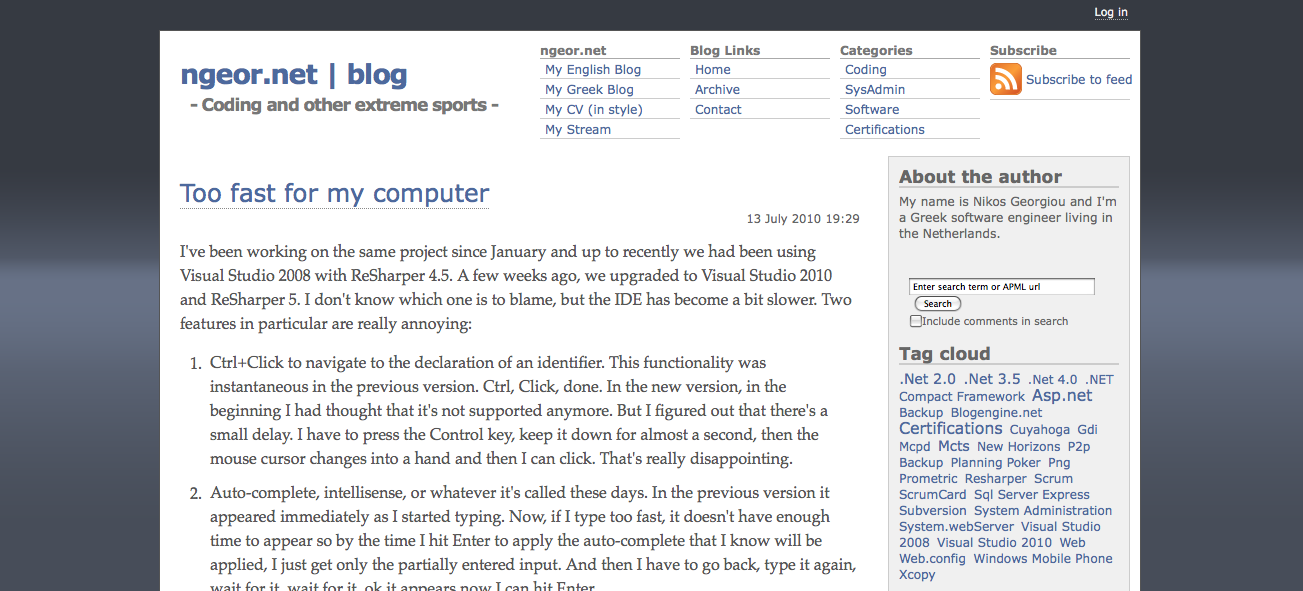 Log in
ngeor.net | blog
- Coding and other extreme sports -
ngeor.net
My English Blog
My Greek Blog
My CV (in style)
My Stream
Blog Links
Home
Archive
Contact
Categories
Coding
SysAdmin
Software
Certifications
Subscribe
Subscribe to feed
Too fast for my computer
13 July 2010 19:29
I've been working on the same project since January and up to recently we had been using
Visual Studio 2008 with ReSharper 4.5. A few weeks ago, we upgraded to Visual Studio 2010
and ReSharper 5. I don't know which one is to blame, but the IDE has become a bit slower. Two
features in particular are really annoying:
1. Ctrl+Click to navigate to the declaration of an identifier. This functionality was
instantaneous in the previous version. Ctrl, Click, done. In the new version, in the
beginning I had thought that it's not supported anymore. But I figured out that there's a
small delay. I have to press the Control key, keep it down for almost a second, then the
mouse cursor changes into a hand and then I can click. That's really disappointing.
2. Auto-complete, intellisense, or whatever it's called these days. In the previous version it
appeared immediately as I started typing. Now, if I type too fast, it doesn't have enough
time to appear so by the time I hit Enter to apply the auto-complete that I know will be
applied, I just get only the partially entered input. And then I have to go back, type it again,
wait for it, wait for it, ok it appears now I can hit Enter.
About the author
My name is Nikos Georgiou and I'm
a Greek software engineer living in
the Netherlands.
Enter search term or APML url
Search
Include comments in search
Tag cloud
.Net 2.0 .Net 3.5 .Net 4.0 .NET
Compact Framework Asp.net
Backup Blogengine.net
Certifications Cuyahoga Gdi
Mcpd Mcts New Horizons P2p
Backup Planning Poker Png
Prometric Resharper Scrum
ScrumCard Sql Server Express
Subversion System Administration
System.webServer Visual Studio
2008 Visual Studio 2010 Web
Web.config Windows Mobile Phone
Xcopy